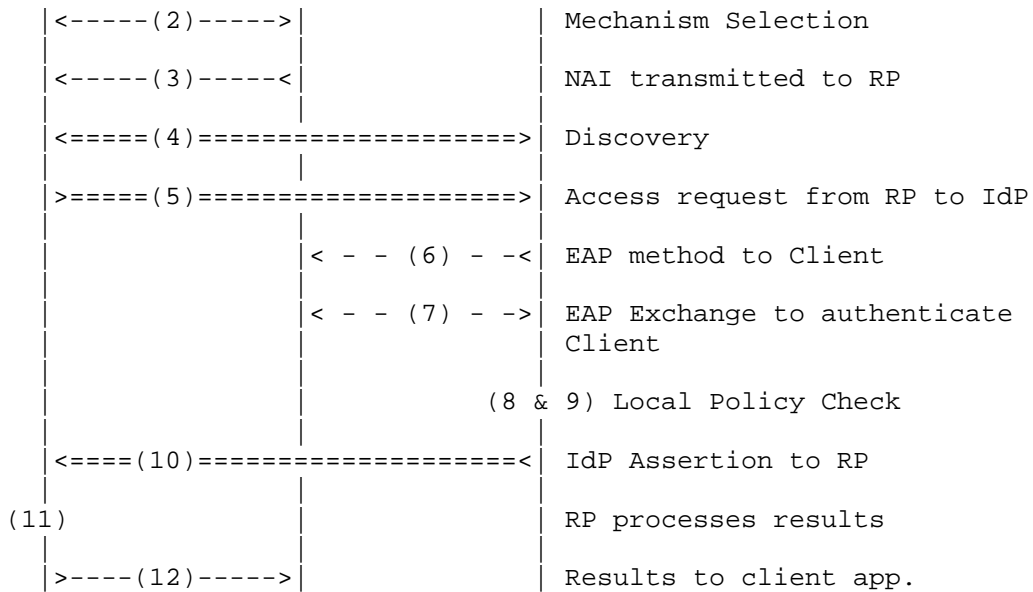 |<-----(2)----->| | Mechanism Selection
|<-----(3)-----<| | NAI transmitted to RP
|<=====(4)====================>| Discovery
|>=====(5)====================>| Access request from RP to IdP
| |< - - (6) - -<| EAP method to Client
| |< - - (7) - ->| EAP Exchange to authenticate
| | | Client
| | (8 & 9) Local Policy Check
|<====(10)====================<| IdP Assertion to RP
(11) | | RP processes results
|>----(12)----->| | Results to client app.